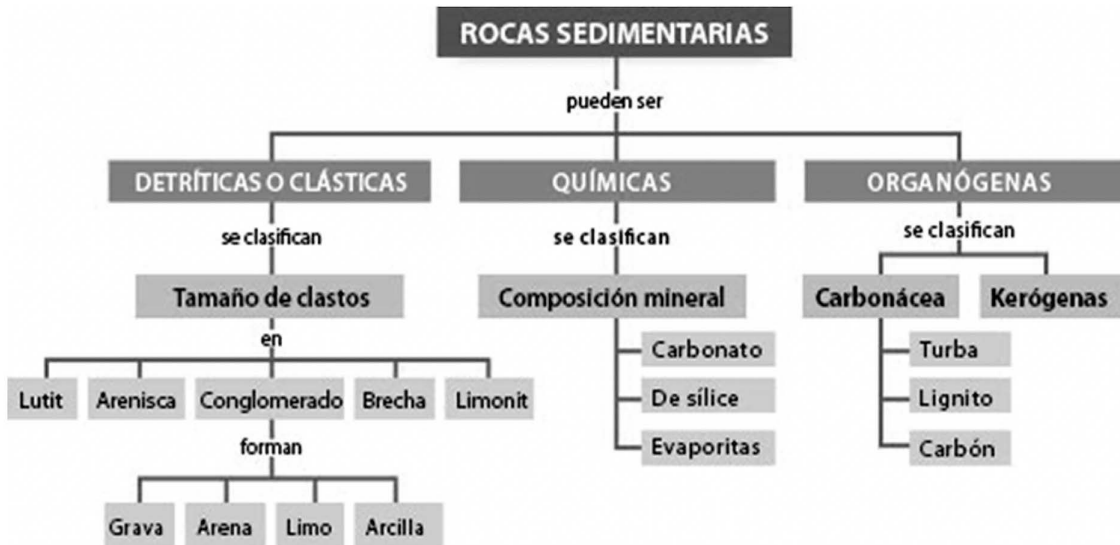 ROCAS SEDIMENTARIAS
pueden ser
DETRÍTICAS O CLÁSTICAS
QUÍMICAS
ORGANÓGENAS
se clasifican
se clasifican
se clasifican
Tamaño de clastos
Composición mineral
Carbonácea
Kerógenas
en
Lutit
Arenisca
Conglomerado
Brecha
Limonit
forman
Grava
Arena
Limo
Arcilla
Carbonato
De sílice
Evaporitas
Turba
Lignito
Carbón